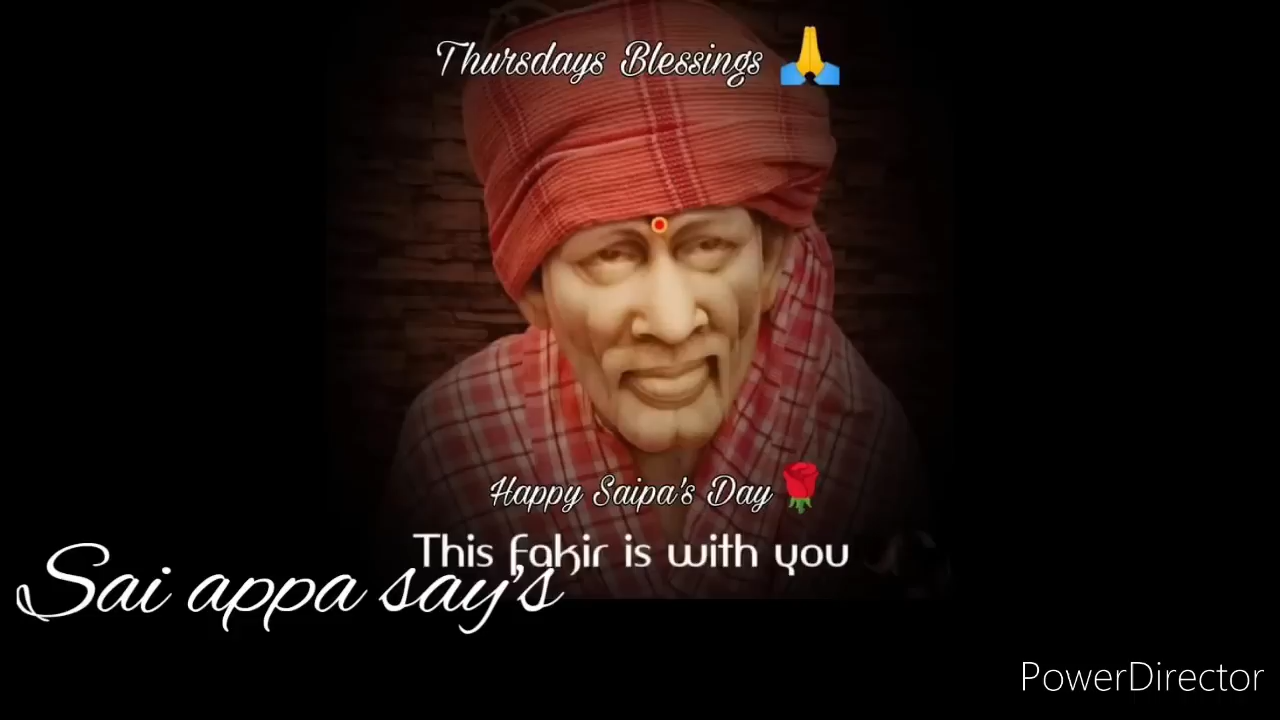 Thursdays Blessings 🙏
Happy Saipa's Day 🌹
This Fakir is with you
Sai appa say's
PowerDirector